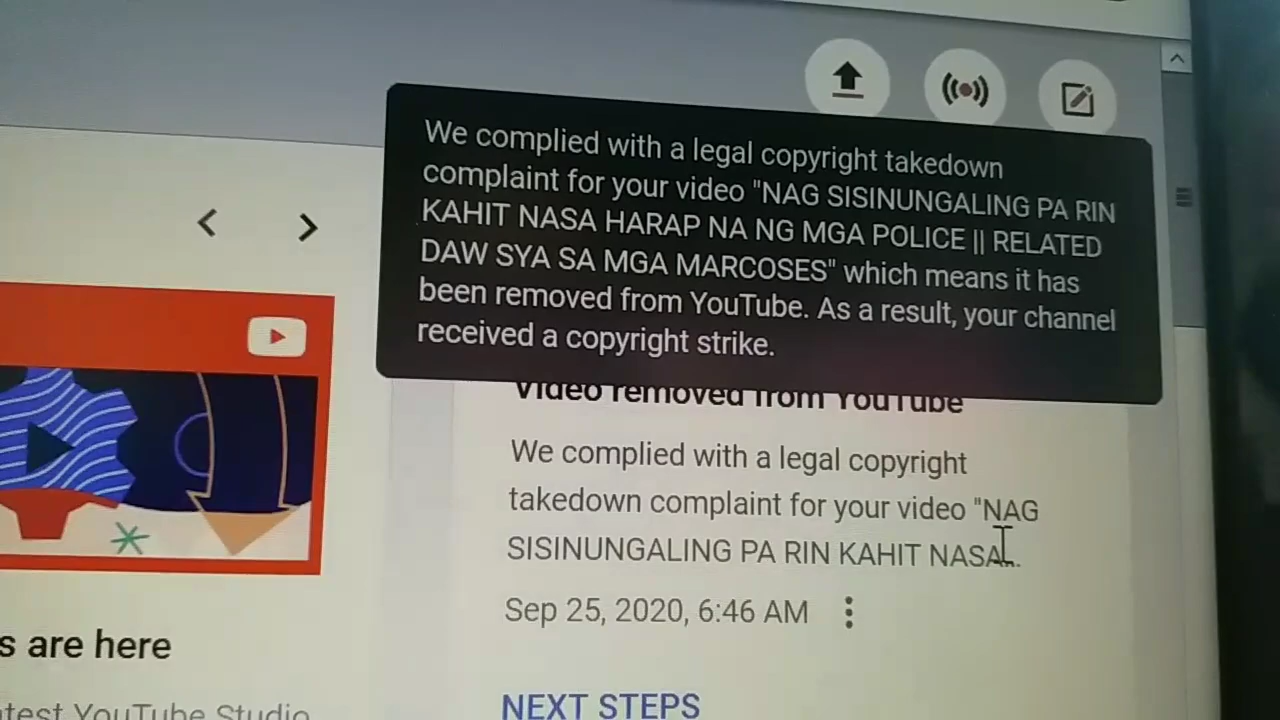 We complied with a legal copyright takedown
complaint for your video "NAG SISINUNGALING PA RIN
KAHIT NASA HARAP NA NG MGA POLICE || RELATED
DAW SYA SA MGA MARCOSES" which means it has
been removed from YouTube. As a result, your channel
received a copyright strike.
Video removed from YouTube
We complied with a legal copyright
takedown complaint for your video "NAG
SISINUNGALING PA RIN KAHIT NASA...
Sep 25, 2020, 6:46 AM
NEXT STEPS
s are here
test YouTube Studio